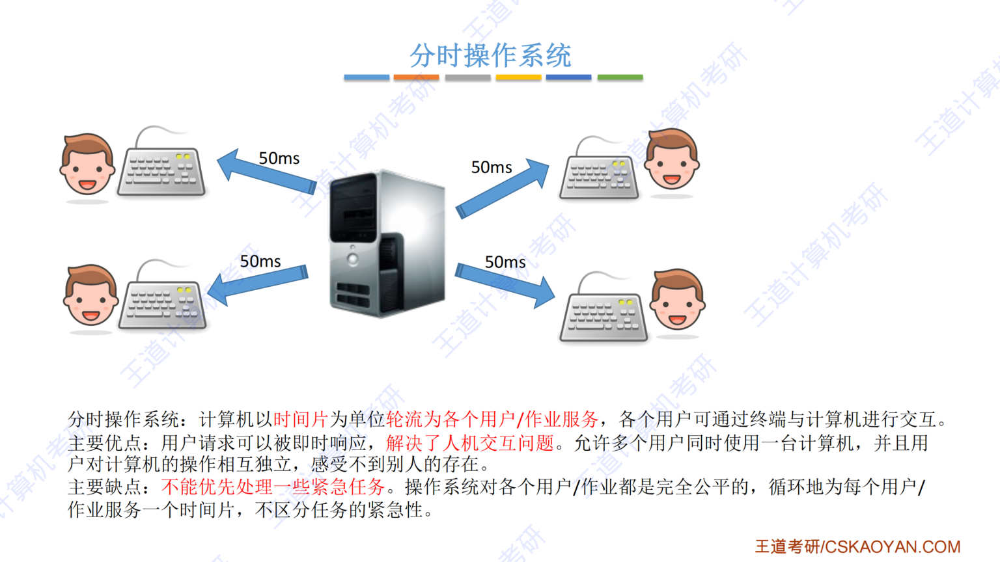 分时操作系统
50ms
50ms
50ms
50ms
分时操作系统：计算机以时间片为单位轮流为各个用户/作业服务，各个用户可通过终端与计算机进行交互。
主要优点：用户请求可以被即时响应，解决了人机交互问题。允许多个用户同时使用一台计算机，并且用
户对计算机的操作相互独立，感受不到别人的存在。
主要缺点：不能优先处理一些紧急任务。操作系统对各个用户/作业都是完全公平的，循环地为每个用户/
作业服务一个时间片，不区分任务的紧急性。
王道考研/CSKAOYAN.COM
王道计算机考研